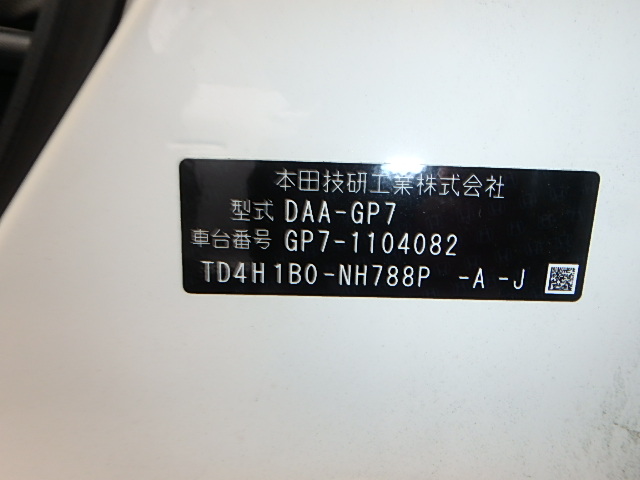 本田技研工業株式会社
型式 DAA-GP7
車台番号 GP7-1104082
TD4H1B0-NH788P -A -J